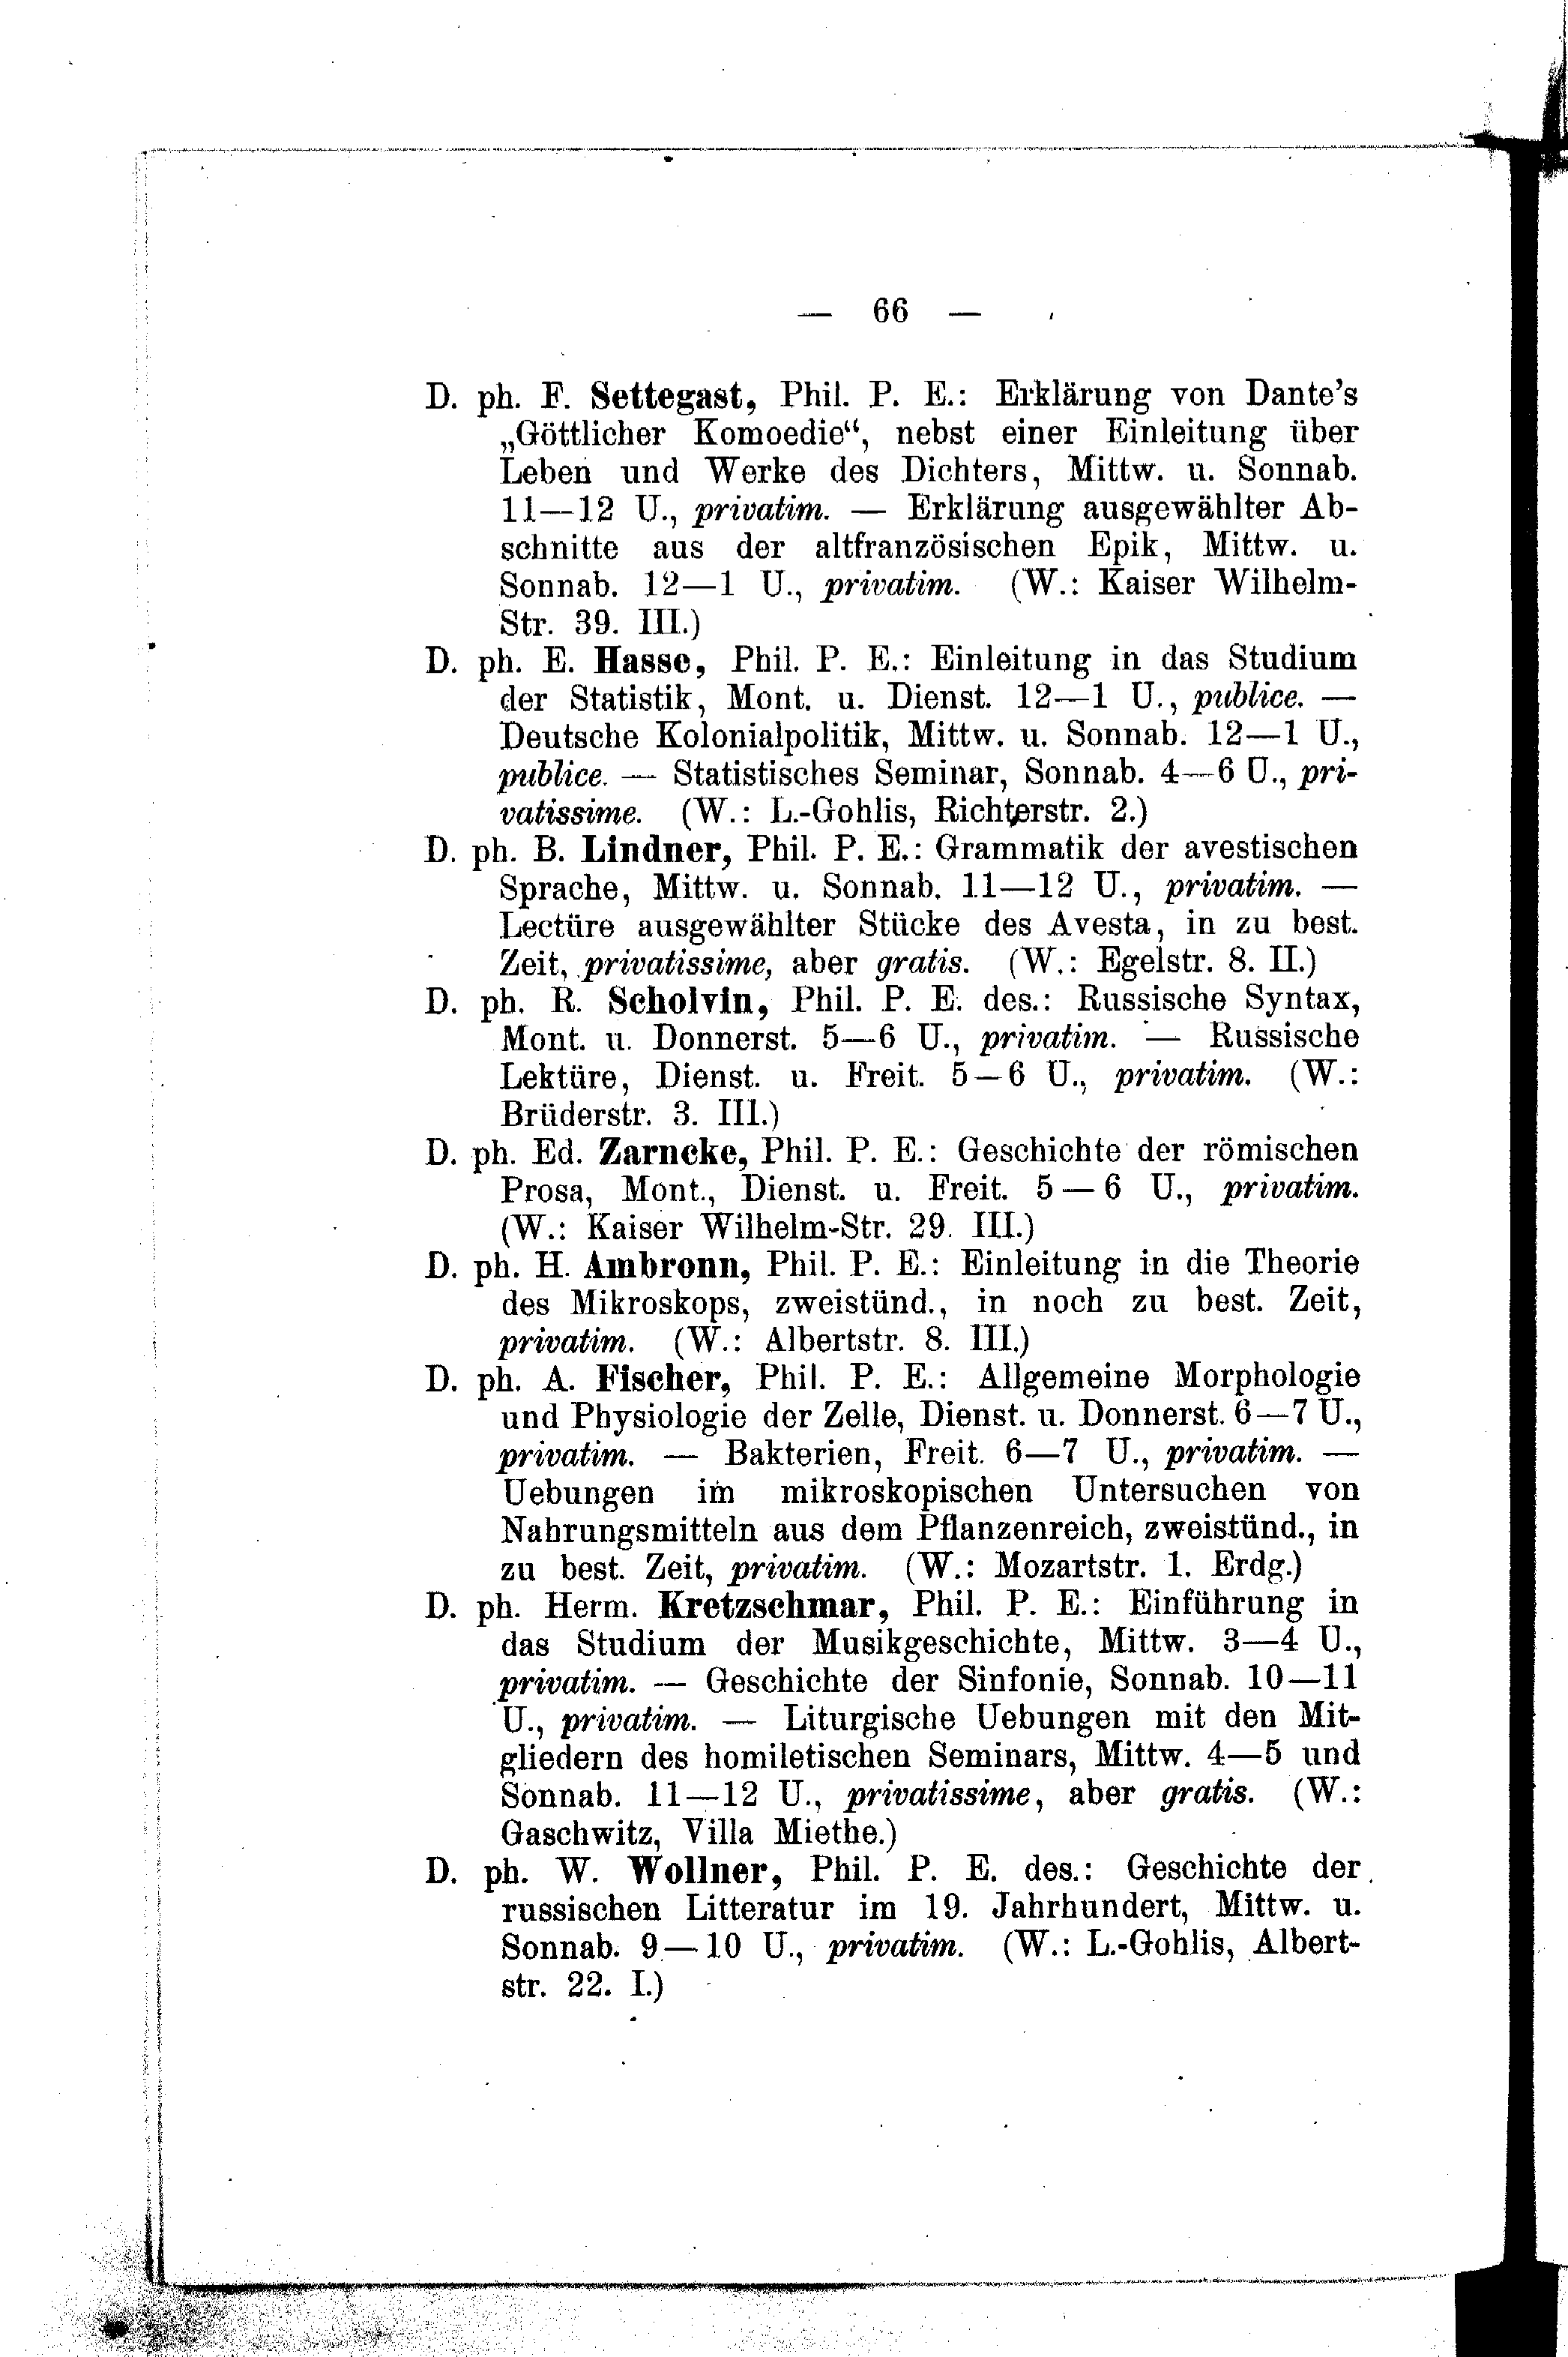 — 66 —
D. ph. F. Settegast, Phil. P. E.: Erklärung von Dante's
„Göttlicher Komoedie“, nebst einer Einleitung über
Leben und Werke des Dichters, Mittw. u. Sonnab.
11—12 U., privatim. — Erklärung ausgewählter Ab-
schnitte aus der altfranzösischen Epik, Mittw. u.
Sonnab. 12—1 U., privatim. (W.: Kaiser Wilhelm-
Str. 39. III.)
D. ph. E. Hasse, Phil. P. E.: Einleitung in das Studium
der Statistik, Mont. u. Dienst. 12—1 U., publice. —
Deutsche Kolonialpolitik, Mittw. u. Sonnab. 12—1 U.,
publice. — Statistisches Seminar, Sonnab. 4—6 U., pri-
vatissime. (W.: L.-Gohlis, Richterstr. 2.)
D. ph. B. Lindner, Phil. P. E.: Grammatik der avestischen
Sprache, Mittw. u. Sonnab. 11—12 U., privatim. —
Lectüre ausgewählter Stücke des Avesta, in zu best.
Zeit, privatissime, aber gratis. (W.: Egelstr. 8. II.)
D. ph. R. Scholvin, Phil. P. E. des.: Russische Syntax,
Mont. u. Donnerst. 5—6 U., privatim. — Russische
Lektüre, Dienst. u. Freit. 5—6 U., privatim. (W.:
Brüderstr. 3. III.)
D. ph. Ed. Zarncke, Phil. P. E.: Geschichte der römischen
Prosa, Mont., Dienst. u. Freit. 5—6 U., privatim.
(W.: Kaiser Wilhelm-Str. 29. III.)
D. ph. H. Ambronn, Phil. P. E.: Einleitung in die Theorie
des Mikroskops, zweistünd., in noch zu best. Zeit,
privatim. (W.: Albertstr. 8. III.)
D. ph. A. Fischer, Phil. P. E.: Allgemeine Morphologie
und Physiologie der Zelle, Dienst. u. Donnerst. 6—7 U.,
privatim. — Bakterien, Freit. 6—7 U., privatim. —
Uebungen im mikroskopischen Untersuchen von
Nahrungsmitteln aus dem Pflanzenreich, zweistünd., in
zu best. Zeit, privatim. (W.: Mozartstr. 1. Erdg.)
D. ph. Herm. Kretzschmar, Phil. P. E.: Einführung in
das Studium der Musikgeschichte, Mittw. 3—4 U.,
privatim. — Geschichte der Sinfonie, Sonnab. 10—11
U., privatim. — Liturgische Uebungen mit den Mit-
gliedern des homiletischen Seminars, Mittw. 4—5 und
Sonnab. 11—12 U., privatissime, aber gratis. (W.:
Gaschwitz, Villa Miethe.)
D. ph. W. Wollner, Phil. P. E. des.: Geschichte der
russischen Litteratur im 19. Jahrhundert, Mittw. u.
Sonnab. 9—10 U., privatim. (W.: L.-Gohlis, Albert-
str. 22. I.)